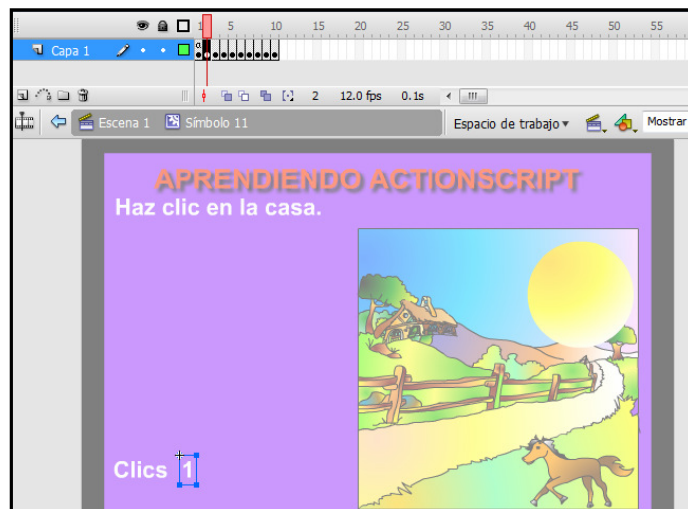 1 5 10 15 20 25 30 35 40 45 50 55
Capa 1
a
2 12.0 fps 0.1s
Escena 1 Símbolo 11 Espacio de trabajo Mostrar
APRENDIENDO ACTIONSCRIPT
Haz clic en la casa.
Clics 1